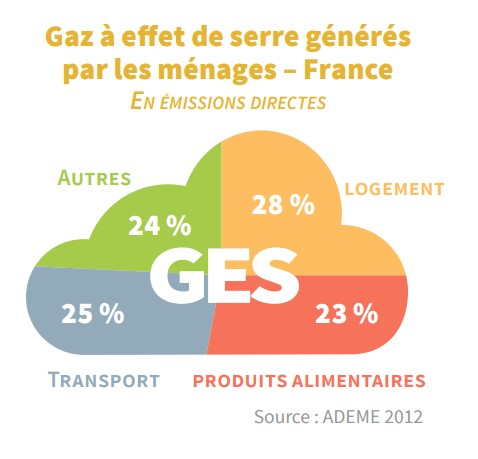 Gaz à effet de serre générés
par les ménages – France
En émissions directes
Autres
24 %
28 %
LOGEMENT
GES
25 %
23 %
Transport
PRODUITS ALIMENTAIRES
Source : ADEME 2012